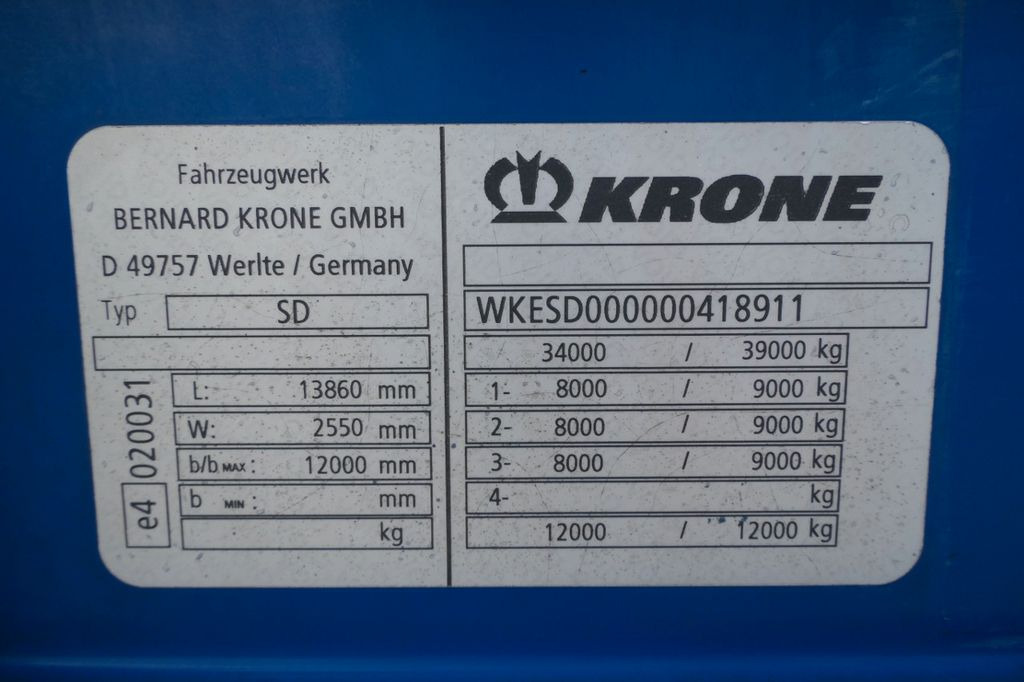 Fahrzeugwerk
BERNARD KRONE GMBH
D 49757 Werlte / Germany
Typ SD
L: 13860 mm
W: 2550 mm
b/b MAX : 12000 mm
b MIN : mm
kg
e4 020031
KRONE
WKESD000000418911
34000 / 39000 kg
1- 8000 / 9000 kg
2- 8000 / 9000 kg
3- 8000 / 9000 kg
4- kg
12000 / 12000 kg